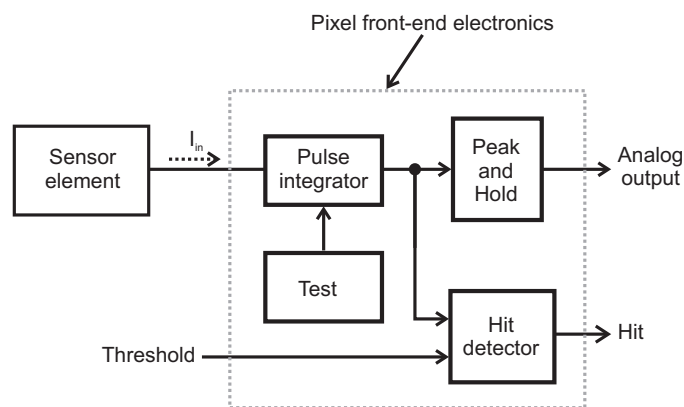 Pixel front-end electronics
Sensor
element
I_in
Pulse
integrator
Peak
and
Hold
Analog
output
Test
Threshold
Hit
detector
Hit